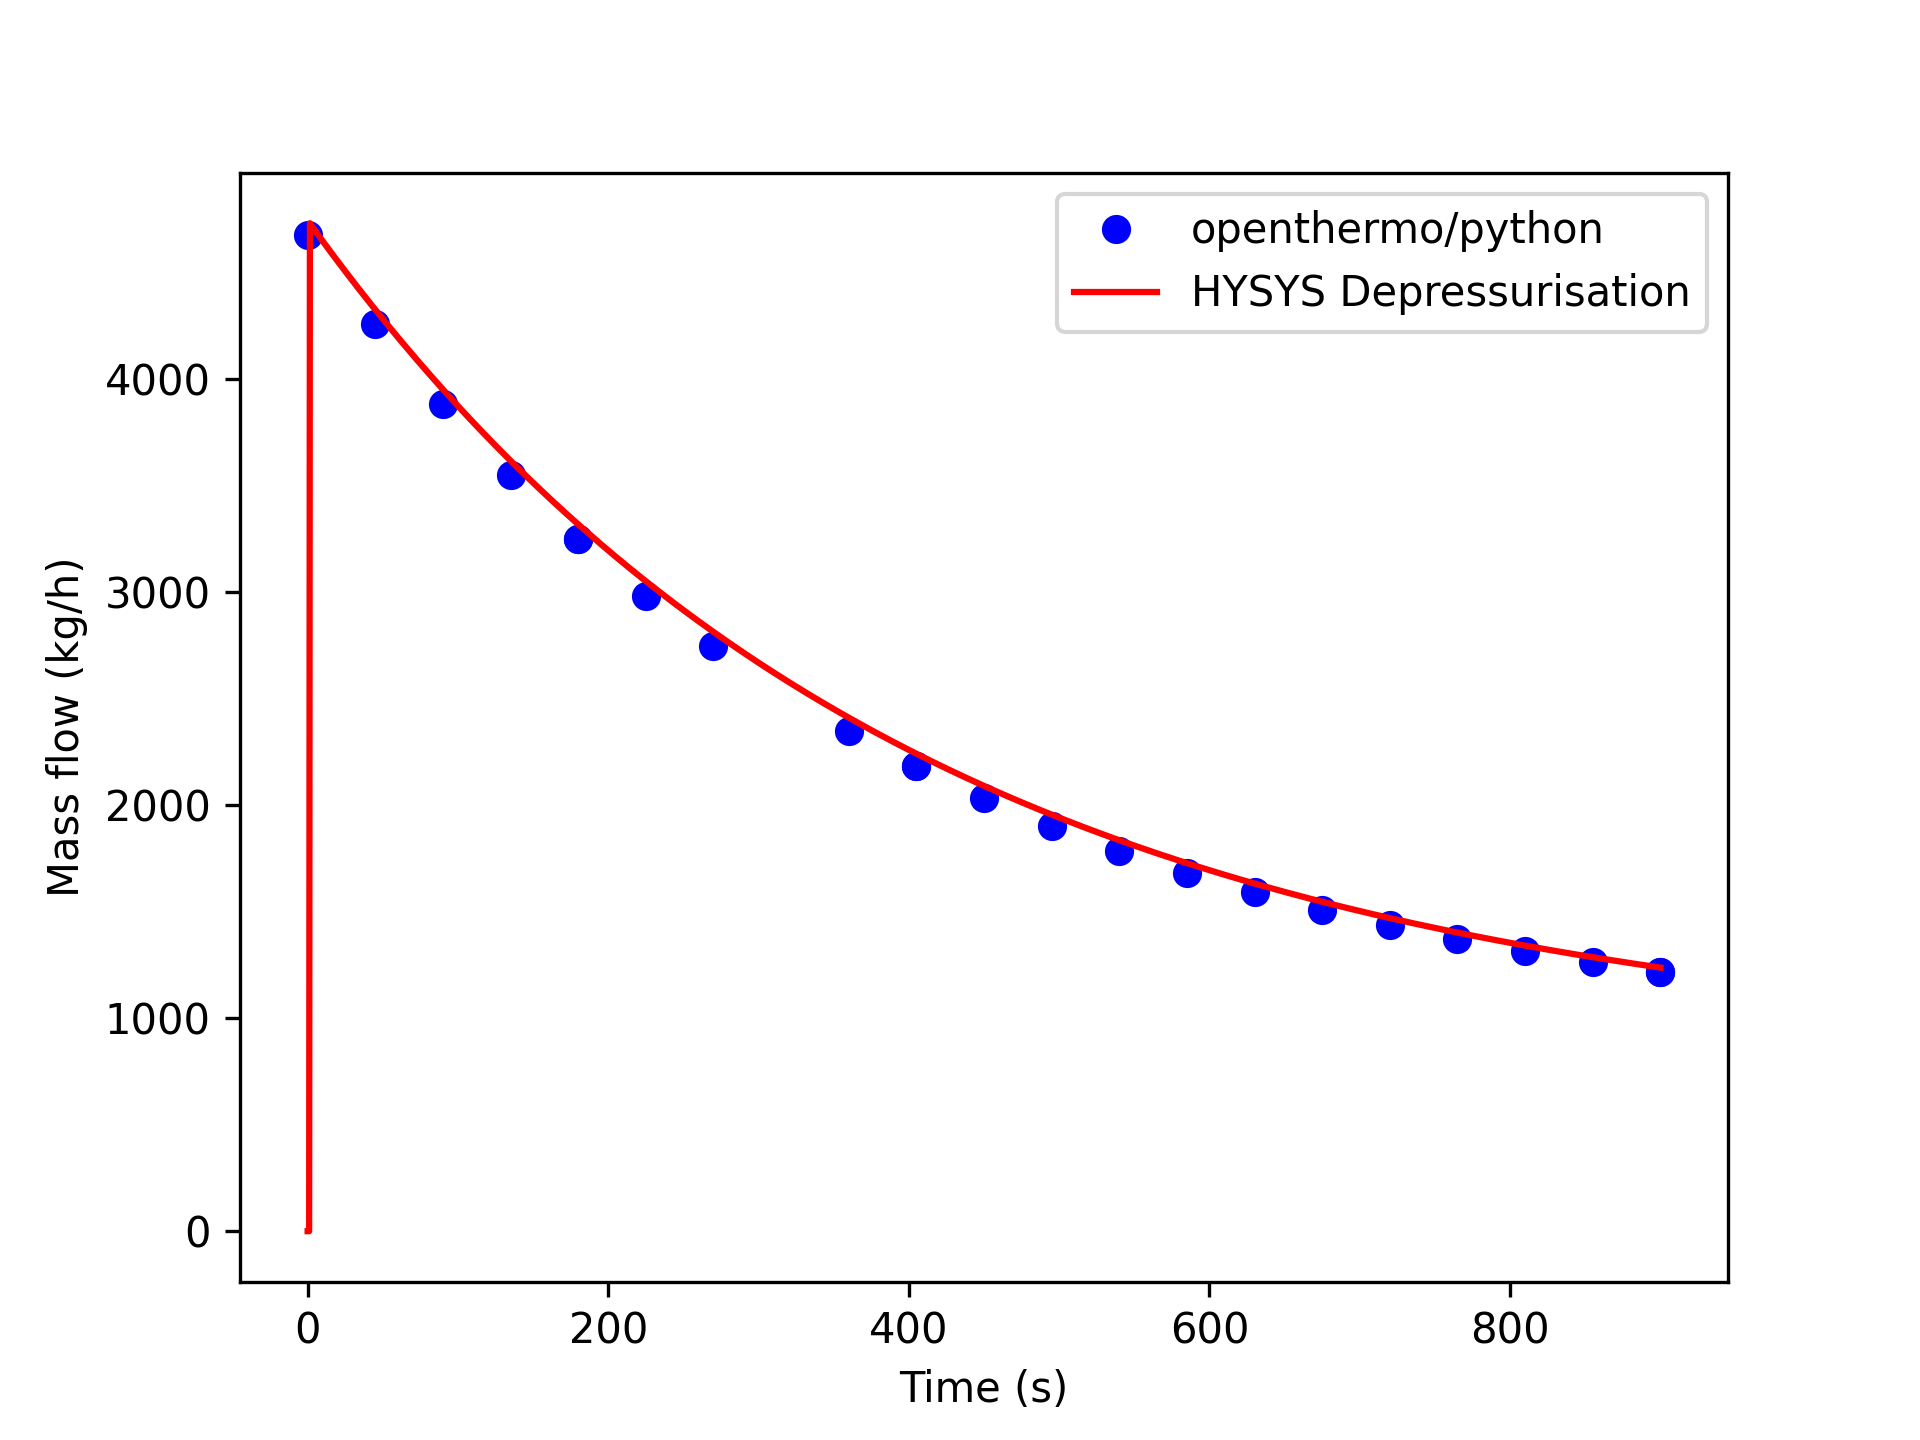 openthermo/python
HYSYS Depressurisation
Mass flow (kg/h)
4000
3000
2000
1000
0
0 200 400 600 800
Time (s)